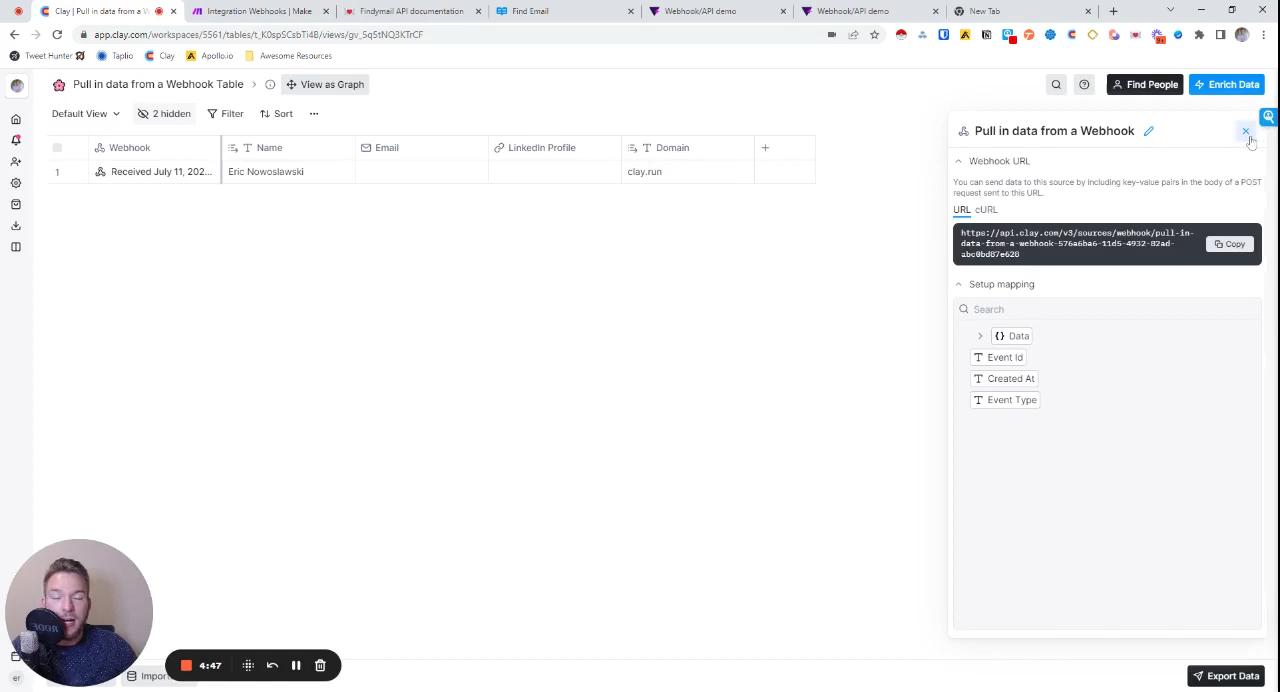 Clay | Pull in data from a We
Integration Webhooks | Make
Findymail API documentation
Find Email
Webhook/API demo
Webhook/API demo
New Tab
app.clay.com/workspaces/5561/tables/t_K0spSCsbTi4B/views/gv_Sq5tNQ3KTrCF
Tweet Hunter
Taplio
Clay
Apollo.io
Awesome Resources
Pull in data from a Webhook Table
View as Graph
Find People
Enrich Data
Default View
2 hidden
Filter
Sort
Webhook
Name
Email
LinkedIn Profile
Domain
1
Received July 11, 202...
Eric Nowoslawski
clay.run
Pull in data from a Webhook
Webhook URL
You can send data to this source by including key-value pairs in the body of a POST
request sent to this URL.
URL cURL
https://api.clay.com/v3/sources/webhook/pull-in-
data-from-a-webhook-576a6ba6-11d5-4932-82ad-
abc0bd87e628
Copy
Setup mapping
Search
Data
Event Id
Created At
Event Type
RODE
4:47
Import
er
Export Data